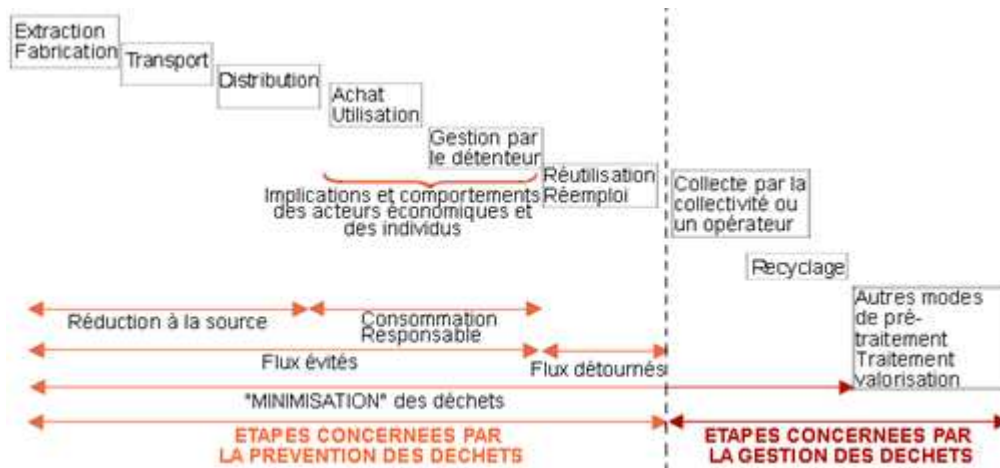 Extraction
Fabrication
Transport
Distribution
Achat
Utilisation
Gestion par
le détenteur
Implications et comportements
des acteurs économiques et
des individus
Réutilisation
Réemploi
Collecte par la
collectivité ou
un opérateur
Recyclage
Autres modes
de pré-
traitement
Traitement
valorisation
Réduction à la source
Consommation
Responsable
Flux évités
Flux détournés
"MINIMISATION" des déchets
ETAPES CONCERNEES PAR
LA PREVENTION DES DECHETS
ETAPES CONCERNEES PAR
LA GESTION DES DECHETS